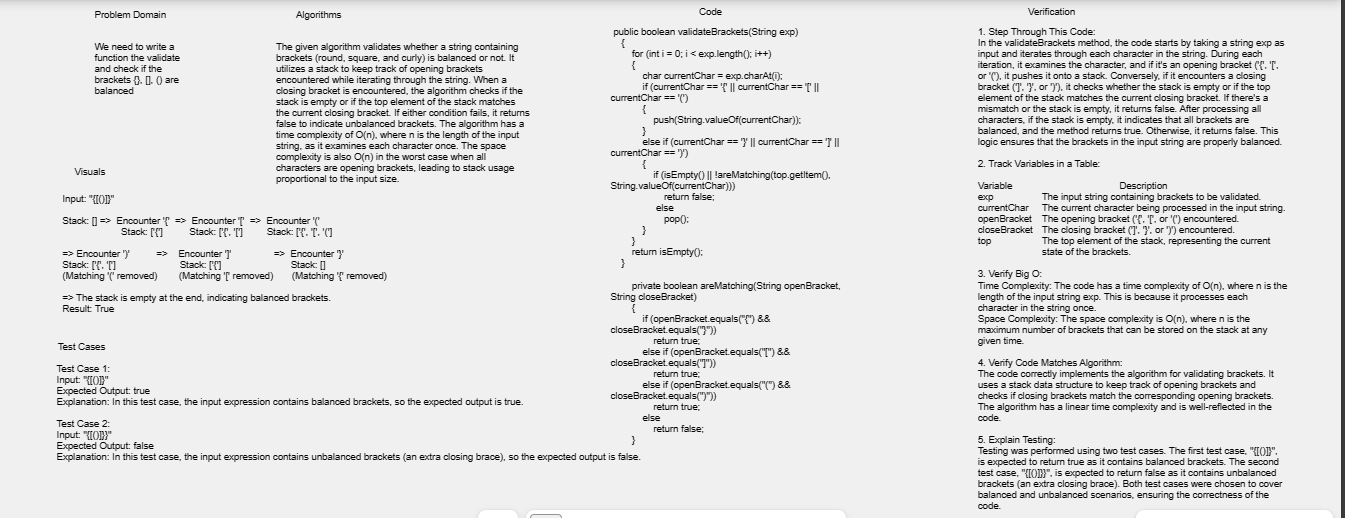 Problem Domain
We need to write a
function the validate
and check if the
brackets {}, [], () are
balanced
Algorithms
The given algorithm validates whether a string containing
brackets (round, square, and curly) is balanced or not. It
utilizes a stack to keep track of opening brackets
encountered while iterating through the string. When a
closing bracket is encountered, the algorithm checks if the
stack is empty or if the top element of the stack matches
the current closing bracket. If either condition fails, it returns
false to indicate unbalanced brackets. The algorithm has a
time complexity of O(n), where n is the length of the input
string, as it examines each character once. The space
complexity is also O(n) in the worst case when all
characters are opening brackets, leading to stack usage
proportional to the input size.
Visuals
Input: "{[()]}"
Stack: [] => Encounter '{' => Encounter '[' => Encounter '('
Stack: ['{'] Stack: ['{', '['] Stack: ['{', '[', '(']
=> Encounter ')' => Encounter ']' => Encounter '}'
Stack: ['{', '['] Stack: ['{'] Stack: []
(Matching '(' removed) (Matching '[' removed) (Matching '{' removed)
=> The stack is empty at the end, indicating balanced brackets.
Result: True
Test Cases
Test Case 1:
Input: "{[()]}"
Expected Output: true
Explanation: In this test case, the input expression contains balanced brackets, so the expected output is true.
Test Case 2:
Input: "{[()]}}"
Expected Output: false
Explanation: In this test case, the input expression contains unbalanced brackets (an extra closing brace), so the expected output is false.
Code
public boolean validateBrackets(String exp)
{
for (int i = 0; i < exp.length(); i++)
{
char currentChar = exp.charAt(i);
if (currentChar == '{' || currentChar == '[' ||
currentChar == '(')
{
push(String.valueOf(currentChar));
}
else if (currentChar == '}' || currentChar == ']' ||
currentChar == ')')
{
if (isEmpty() || !areMatching(top.getItem(),
String.valueOf(currentChar)))
return false;
else
pop();
}
}
return isEmpty();
}
private boolean areMatching(String openBracket,
String closeBracket)
{
if (openBracket.equals("{") &&
closeBracket.equals("}"))
return true;
else if (openBracket.equals("[") &&
closeBracket.equals("]"))
return true;
else if (openBracket.equals("(") &&
closeBracket.equals(")"))
return true;
else
return false;
}
Verification
1. Step Through This Code:
In the validateBrackets method, the code starts by taking a string exp as
input and iterates through each character in the string. During each
iteration, it examines the character, and if it's an opening bracket ('{', '[',
or '('), it pushes it onto a stack. Conversely, if it encounters a closing
bracket (']', '}', or ')'), it checks whether the stack is empty or if the top
element of the stack matches the current closing bracket. If there's a
mismatch or the stack is empty, it returns false. After processing all
characters, if the stack is empty, it indicates that all brackets are
balanced, and the method returns true. Otherwise, it returns false. This
logic ensures that the brackets in the input string are properly balanced.
2. Track Variables in a Table:
Variable Description
exp The input string containing brackets to be validated.
currentChar The current character being processed in the input string.
openBracket The opening bracket ('{', '[', or '(') encountered.
closeBracket The closing bracket (']', '}', or ')') encountered.
top The top element of the stack, representing the current
state of the brackets.
3. Verify Big O:
Time Complexity: The code has a time complexity of O(n), where n is the
length of the input string exp. This is because it processes each
character in the string once.
Space Complexity: The space complexity is O(n), where n is the
maximum number of brackets that can be stored on the stack at any
given time.
4. Verify Code Matches Algorithm:
The code correctly implements the algorithm for validating brackets. It
uses a stack data structure to keep track of opening brackets and
checks if closing brackets match the corresponding opening brackets.
The algorithm has a linear time complexity and is well-reflected in the
code.
5. Explain Testing:
Testing was performed using two test cases. The first test case, "{[()]}",
is expected to return true as it contains balanced brackets. The second
test case, "{[()]}}", is expected to return false as it contains unbalanced
brackets (an extra closing brace). Both test cases were chosen to cover
balanced and unbalanced scenarios, ensuring the correctness of the
code.